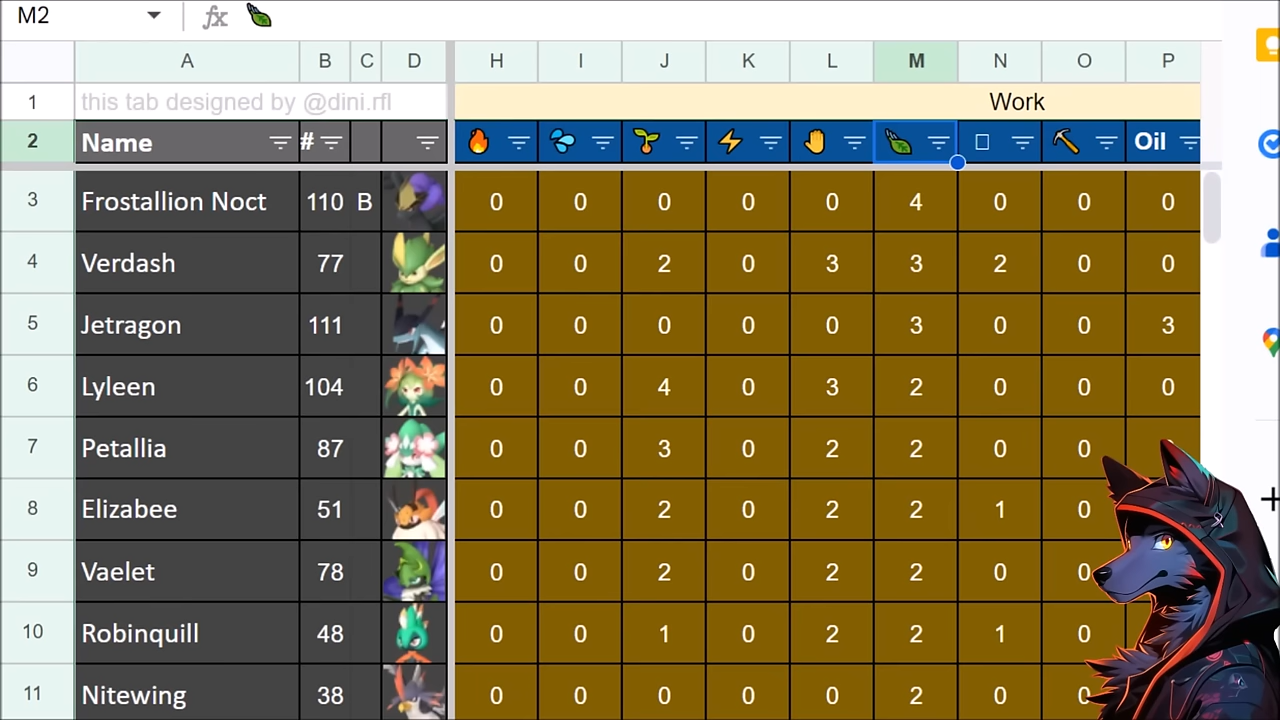 M2 fx
A B C D H I J K L M N O P
1 this tab designed by @dini.rfl Work
2 Name # Oil
3 Frostallion Noct 110 B 0 0 0 0 0 4 0 0 0
4 Verdash 77 0 0 2 0 3 3 2 0 0
5 Jetragon 111 0 0 0 0 0 3 0 0 3
6 Lyleen 104 0 0 4 0 3 2 0 0 0
7 Petallia 87 0 0 3 0 2 2 0 0
8 Elizabee 51 0 0 2 0 2 2 1 0
9 Vaelet 78 0 0 2 0 2 2 0 0
10 Robinquill 48 0 0 1 0 2 2 1 0
11 Nitewing 38 0 0 0 0 0 2 0 0